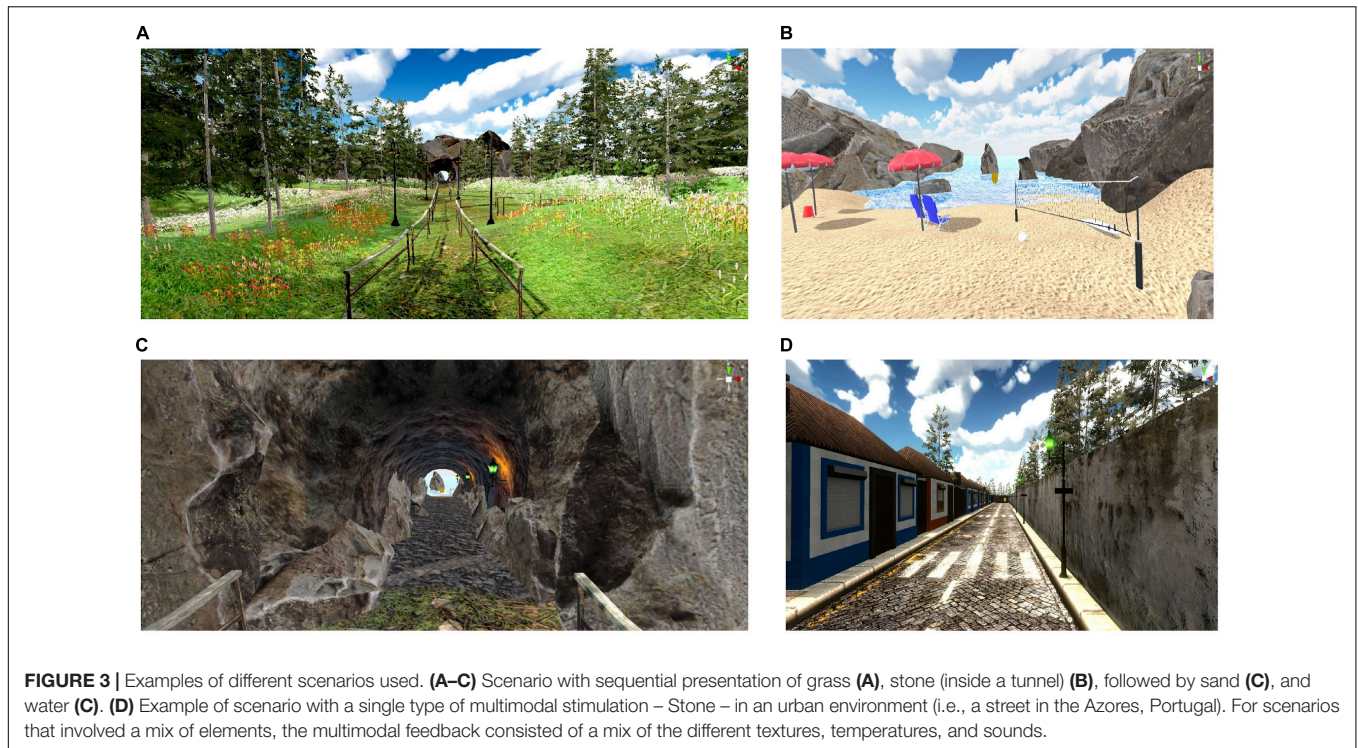 A
B
C
D
FIGURE 3 | Examples of different scenarios used. (A–C) Scenario with sequential presentation of grass (A), stone (inside a tunnel) (B), followed by sand (C), and
water (C). (D) Example of scenario with a single type of multimodal stimulation – Stone – in an urban environment (i.e., a street in the Azores, Portugal). For scenarios
that involved a mix of elements, the multimodal feedback consisted of a mix of the different textures, temperatures, and sounds.